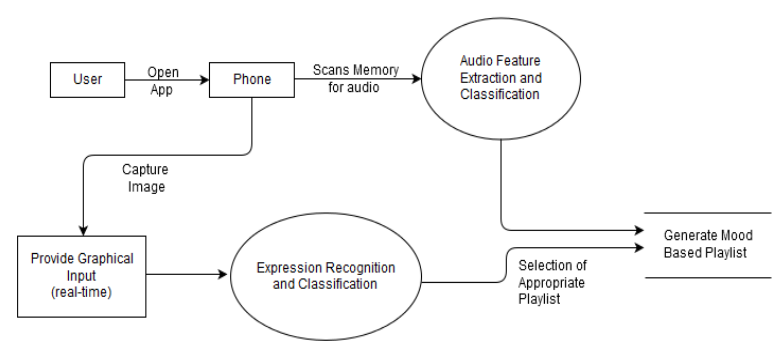 User
Open
App
Phone
Scans Memory
for audio
Audio Feature
Extraction and
Classification
Capture
Image
Provide Graphical
Input
(real-time)
Expression Recognition
and Classification
Selection of
Appropriate
Playlist
Generate Mood
Based Playlist